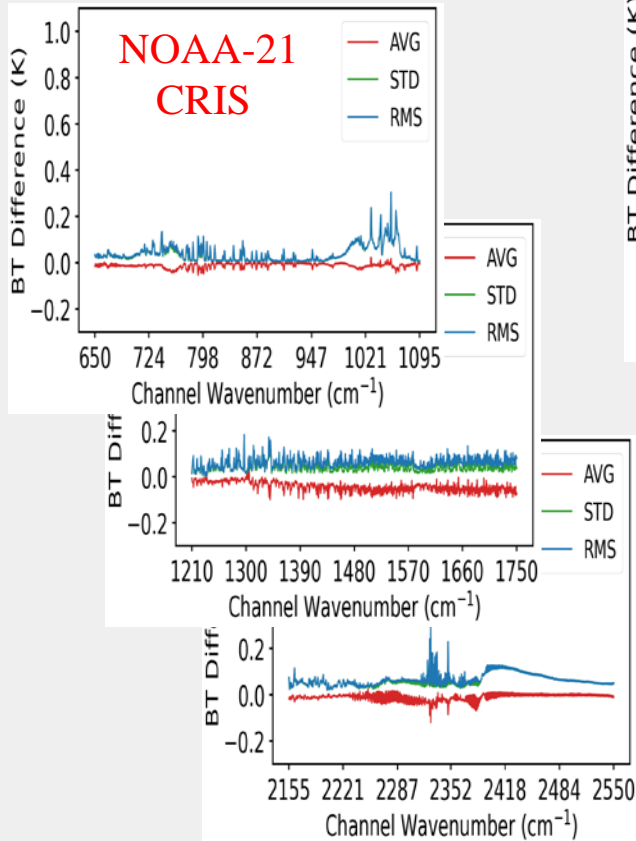 NOAA-21
CRIS
AVG
STD
RMS
BT Difference (K)
1.0
0.8
0.6
0.4
0.2
0.0
−0.2
650 724 798 872 947 1021 1095
Channel Wavenumber (cm⁻¹)
BT Difference (K)
AVG
STD
RMS
BT Diff
0.2
0.0
−0.2
1210 1300 1390 1480 1570 1660 1750
Channel Wavenumber (cm⁻¹)
AVG
STD
RMS
BT Diff
0.2
0.0
−0.2
2155 2221 2287 2352 2418 2484 2550
Channel Wavenumber (cm⁻¹)